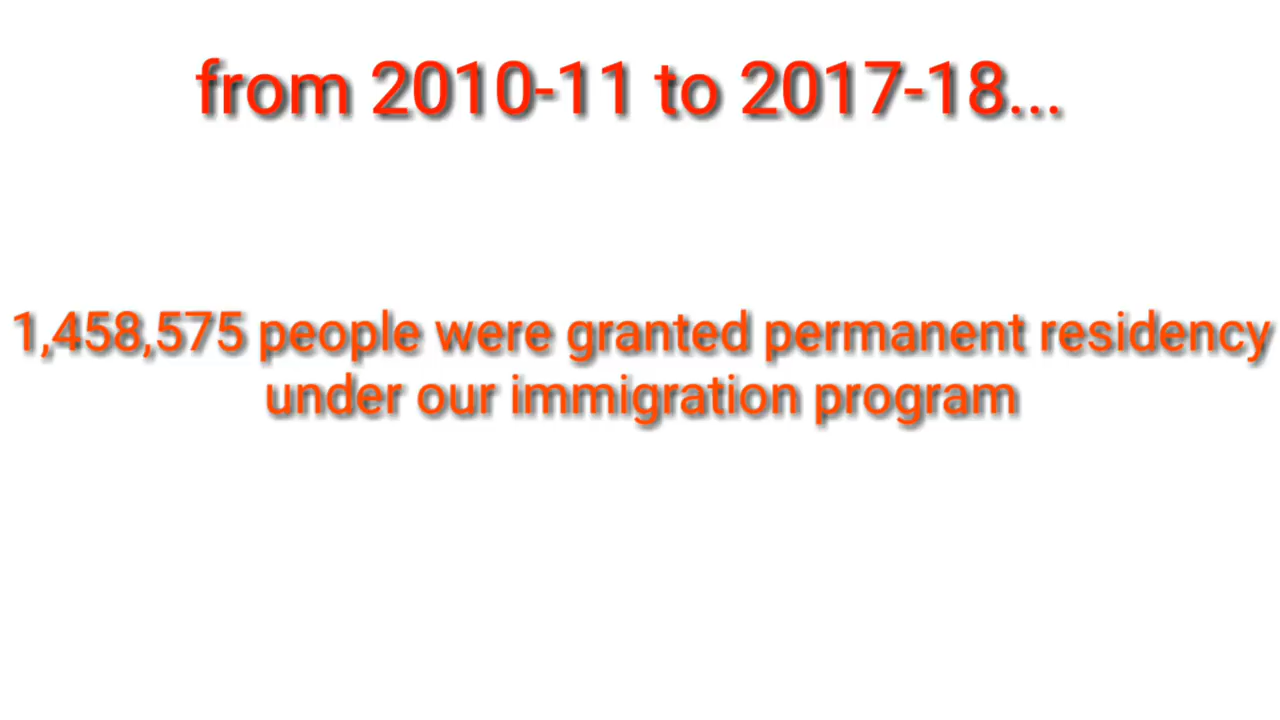 from 2010-11 to 2017-18...
1,458,575 people were granted permanent residency
under our immigration program